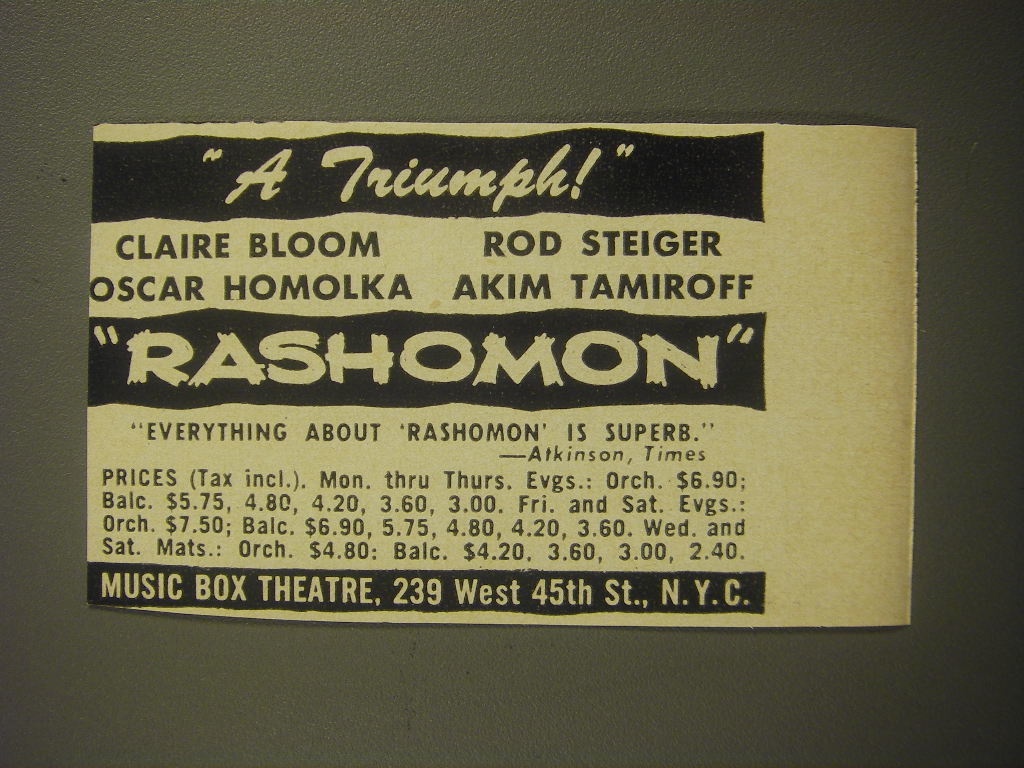 "A Triumph!"
CLAIRE BLOOM ROD STEIGER
OSCAR HOMOLKA AKIM TAMIROFF
"RASHOMON"
"EVERYTHING ABOUT 'RASHOMON' IS SUPERB."
—Atkinson, Times
PRICES (Tax incl.). Mon. thru Thurs. Evgs.: Orch. $6.90;
Balc. $5.75, 4.80, 4.20, 3.60, 3.00. Fri. and Sat. Evgs.:
Orch. $7.50; Balc. $6.90, 5.75, 4.80, 4.20, 3.60. Wed. and
Sat. Mats.: Orch. $4.80: Balc. $4.20, 3.60, 3.00, 2.40.
MUSIC BOX THEATRE, 239 West 45th St., N.Y.C.